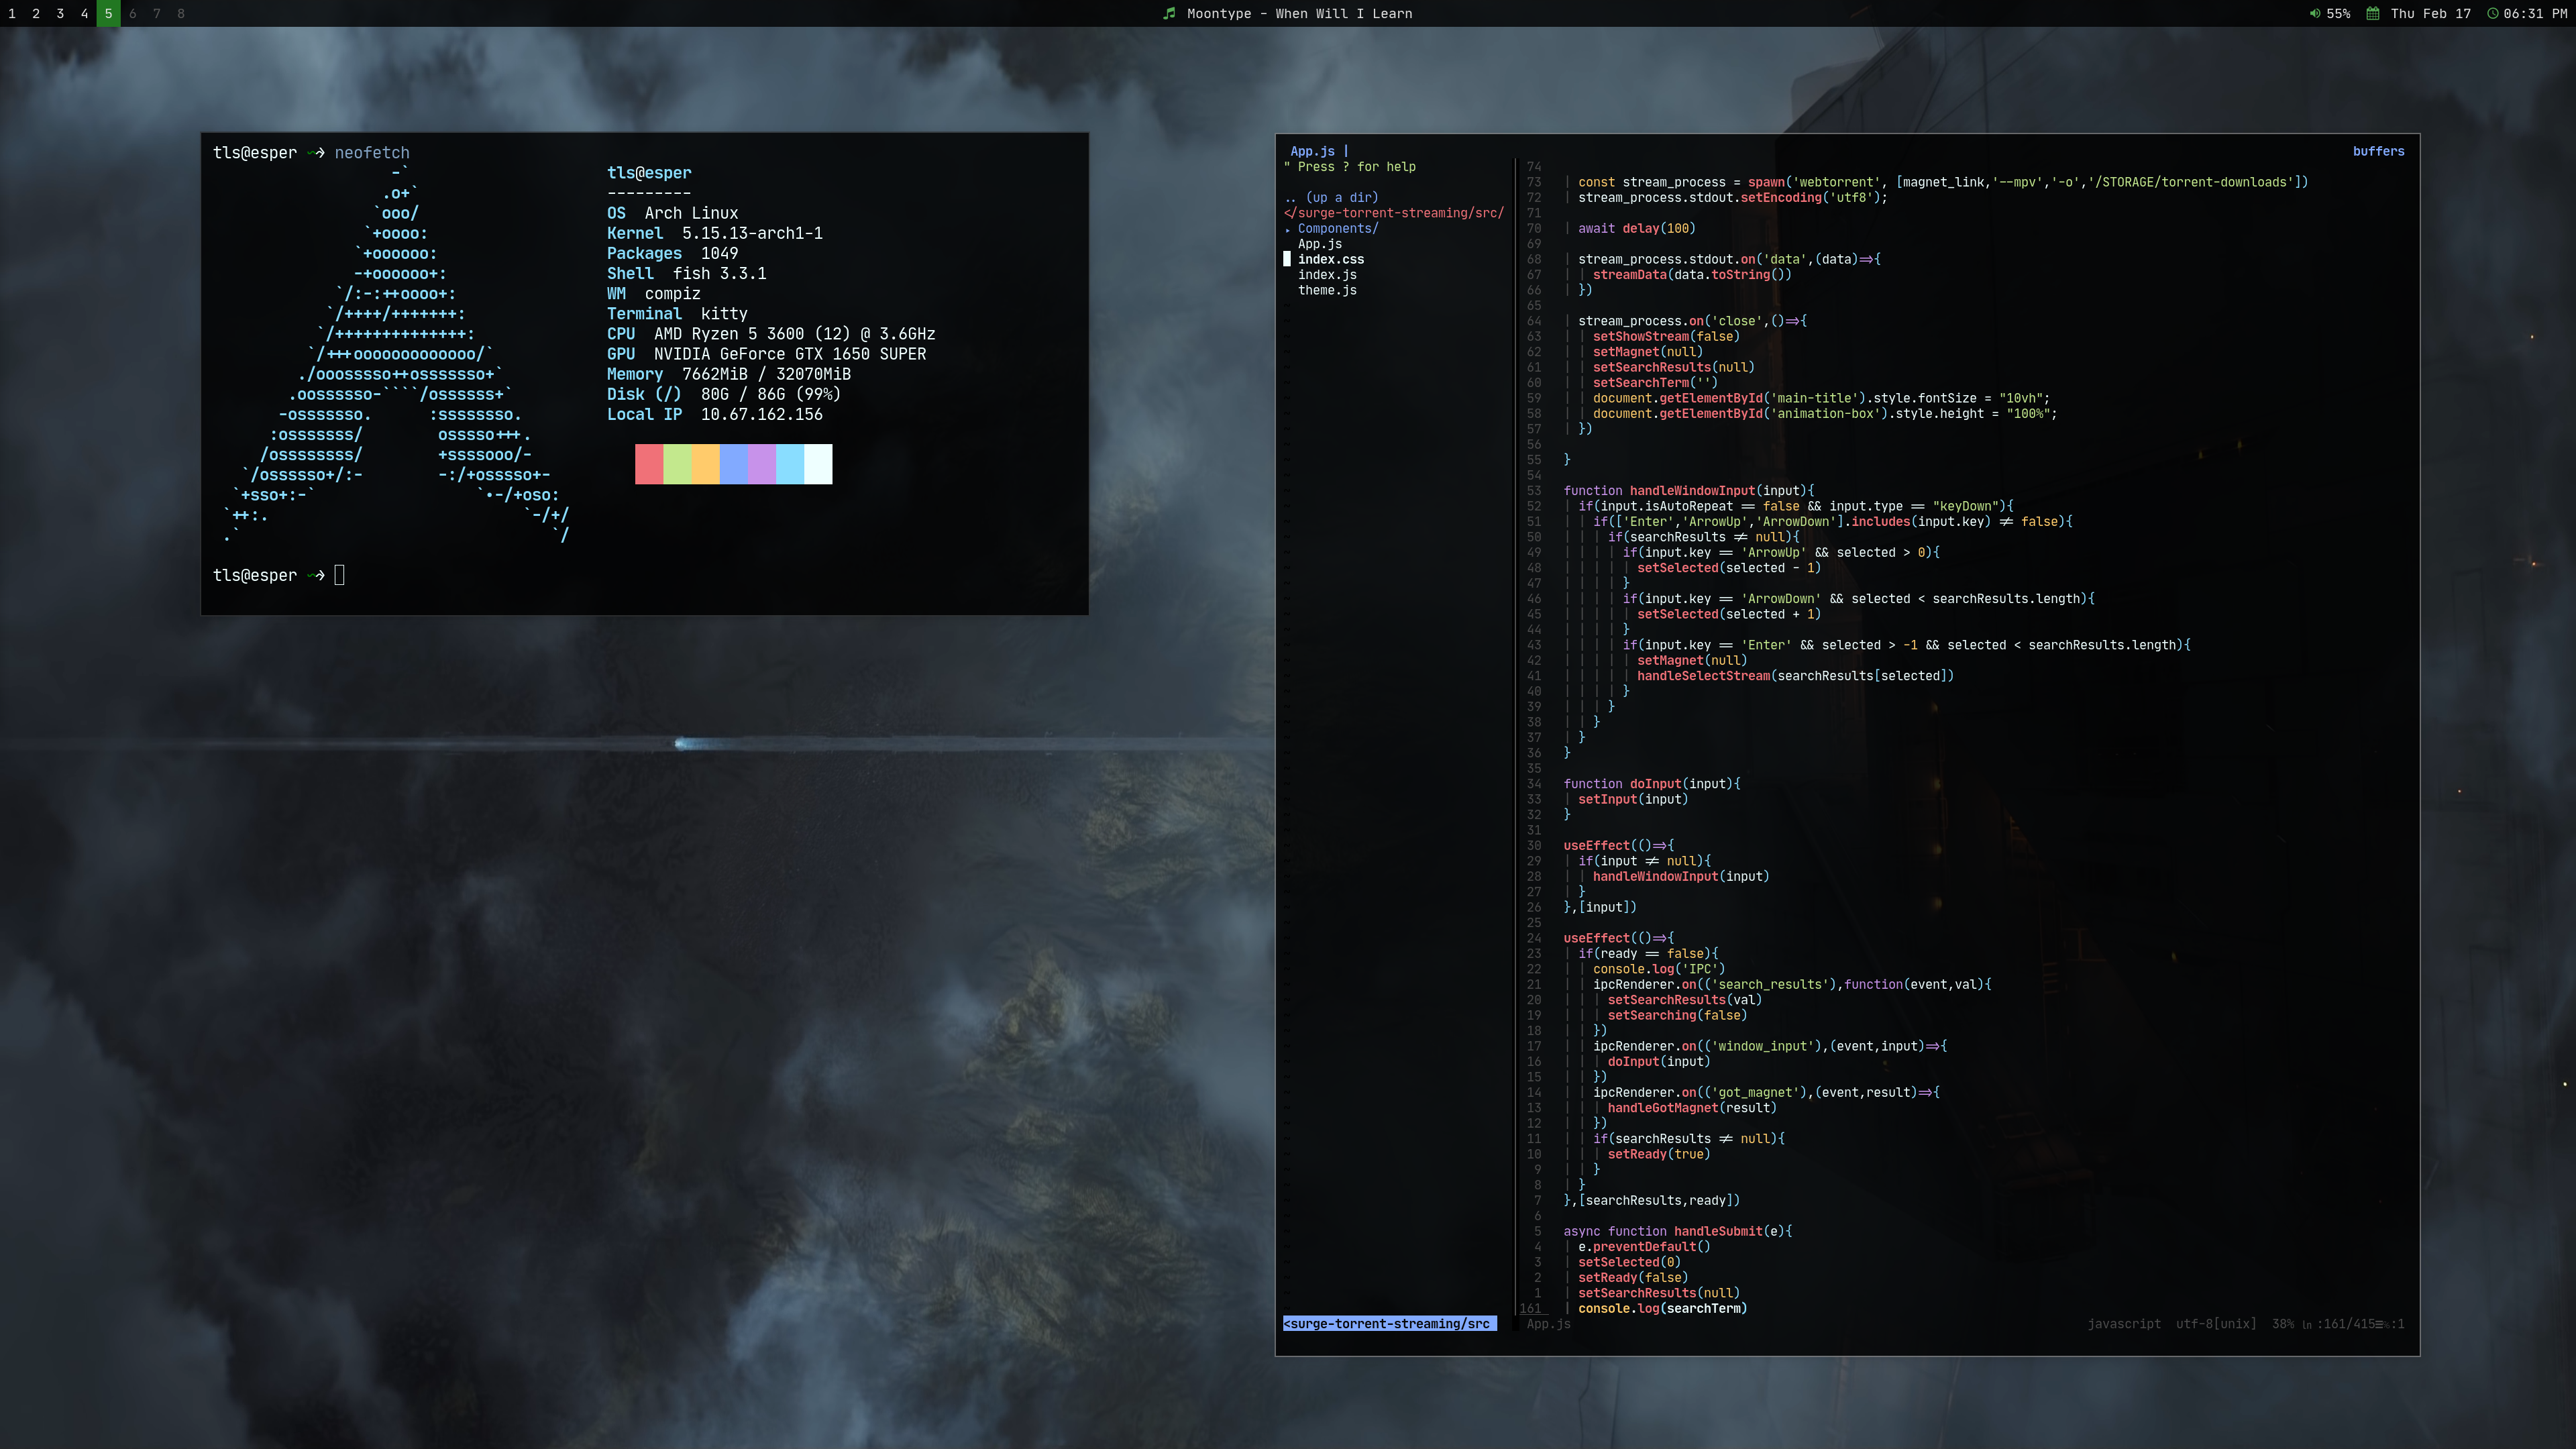 1 2 3 4 5 6 7 8
Moontype - When Will I Learn
55% Thu Feb 17 06:31 PM
tls@esper ~> neofetch
-`
.o+`
`ooo/
`+oooo:
`+oooooo:
-+oooooo+:
`/:-:++oooo+:
`/++++/+++++++:
`/++++++++++++++:
`/+++ooooooooooooo/`
./ooosssso++osssssso+`
.oossssso-````/ossssss+`
-osssssso. :ssssssso.
:osssssss/ osssso+++.
/ossssssss/ +ssssooo/-
`/ossssso+/:- -:/+osssso+-
`+sso+:-` `.-/+oso:
`++:. `-/+/
.` `/
tls@esper
---------
OS Arch Linux
Kernel 5.15.13-arch1-1
Packages 1049
Shell fish 3.3.1
WM compiz
Terminal kitty
CPU AMD Ryzen 5 3600 (12) @ 3.6GHz
GPU NVIDIA GeForce GTX 1650 SUPER
Memory 7662MiB / 32070MiB
Disk (/) 80G / 86G (99%)
Local IP 10.67.162.156
tls@esper ~>
App.js |
buffers
" Press ? for help
.. (up a dir)
</surge-torrent-streaming/src/
▸ Components/
App.js
index.css
index.js
theme.js
<surge-torrent-streaming/src
74
73 const stream_process = spawn('webtorrent', [magnet_link,'--mpv','-o','/STORAGE/torrent-downloads'])
72 stream_process.stdout.setEncoding('utf8');
71
70 await delay(100)
69
68 stream_process.stdout.on('data',(data)=>{
67 streamData(data.toString())
66 })
65
64 stream_process.on('close',()=>{
63 setShowStream(false)
62 setMagnet(null)
61 setSearchResults(null)
60 setSearchTerm('')
59 document.getElementById('main-title').style.fontSize = "10vh";
58 document.getElementById('animation-box').style.height = "100%";
57 })
56
55 }
54
53 function handleWindowInput(input){
52 if(input.isAutoRepeat == false && input.type == "keyDown"){
51 if(['Enter','ArrowUp','ArrowDown'].includes(input.key) != false){
50 if(searchResults != null){
49 if(input.key == 'ArrowUp' && selected > 0){
48 setSelected(selected - 1)
47 }
46 if(input.key == 'ArrowDown' && selected < searchResults.length){
45 setSelected(selected + 1)
44 }
43 if(input.key == 'Enter' && selected > -1 && selected < searchResults.length){
42 setMagnet(null)
41 handleSelectStream(searchResults[selected])
40 }
39 }
38 }
37 }
36 }
35
34 function doInput(input){
33 setInput(input)
32 }
31
30 useEffect(()=>{
29 if(input != null){
28 handleWindowInput(input)
27 }
26 },[input])
25
24 useEffect(()=>{
23 if(ready == false){
22 console.log('IPC')
21 ipcRenderer.on(('search_results'),function(event,val){
20 setSearchResults(val)
19 setSearching(false)
18 })
17 ipcRenderer.on(('window_input'),(event,input)=>{
16 doInput(input)
15 })
14 ipcRenderer.on(('got_magnet'),(event,result)=>{
13 handleGotMagnet(result)
12 })
11 if(searchResults != null){
10 setReady(true)
9 }
8 }
7 },[searchResults,ready])
6
5 async function handleSubmit(e){
4 e.preventDefault()
3 setSelected(0)
2 setReady(false)
1 setSearchResults(null)
161 console.log(searchTerm)
App.js
javascript utf-8[unix] 38% ㏑:161/415≡℅:1